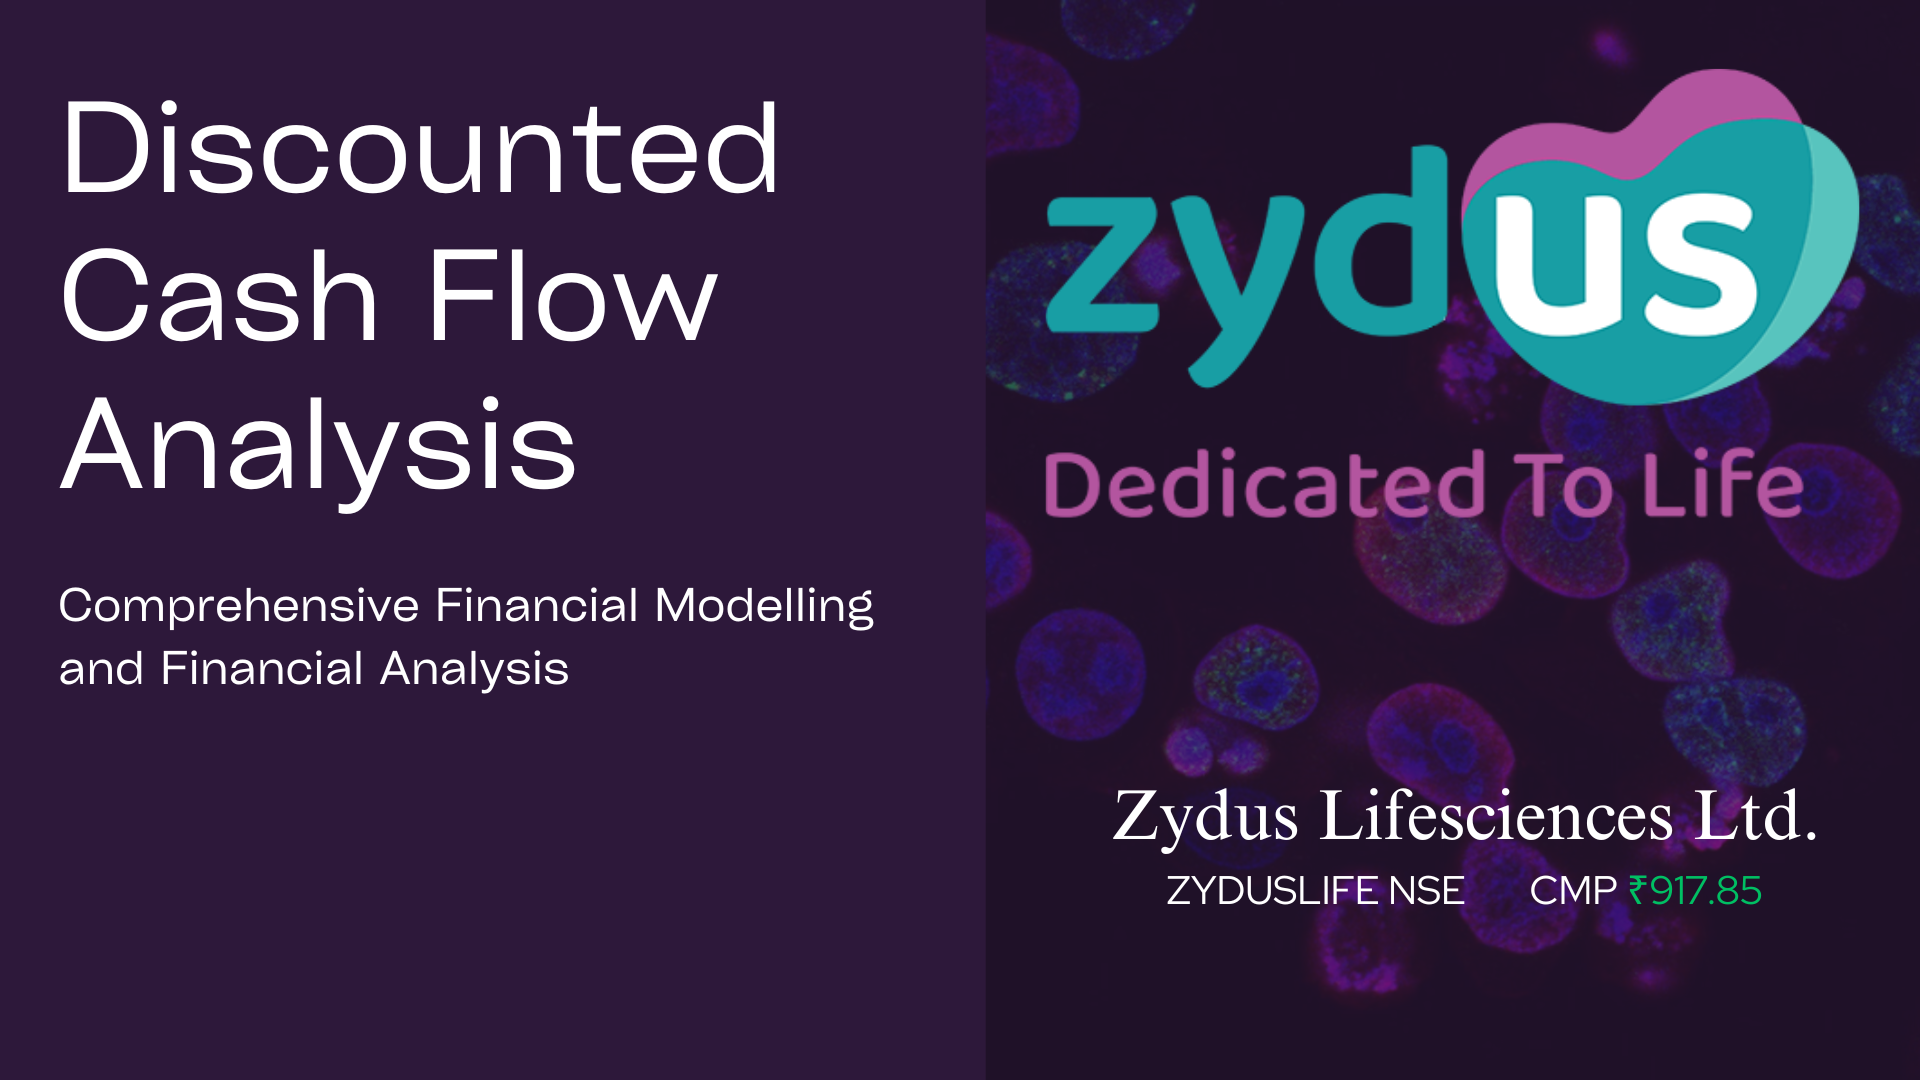 Discounted
Cash Flow
Analysis
Comprehensive Financial Modelling
and Financial Analysis
zydus
Dedicated To Life
Zydus Lifesciences Ltd.
ZYDUSLIFE NSE CMP ₹917.85